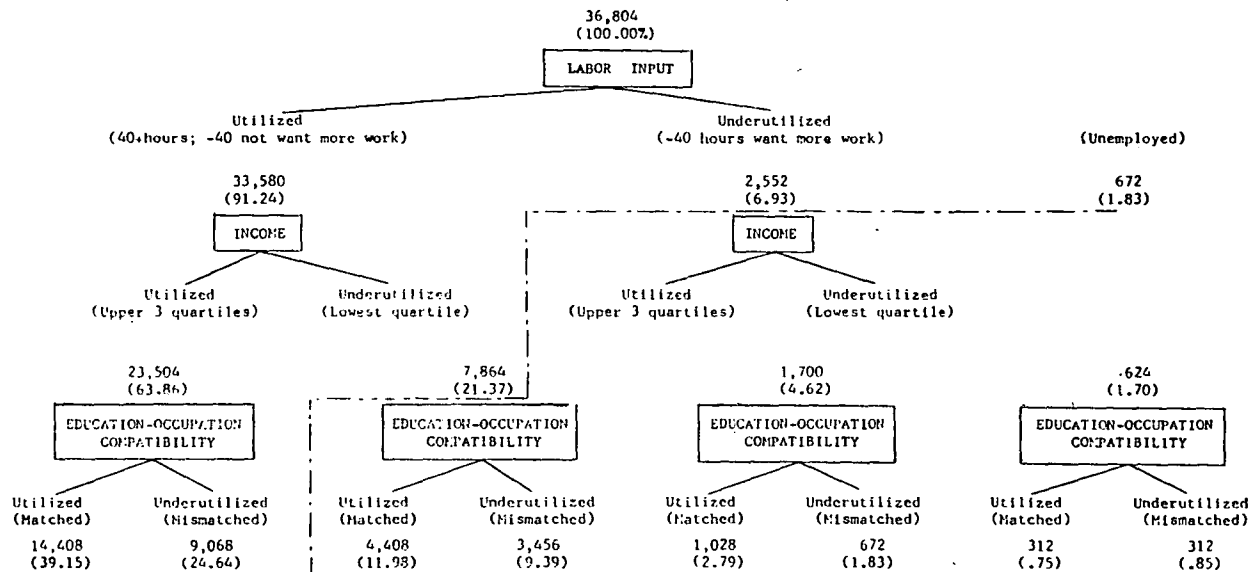 36,804
(100.00%)
LABOR INPUT
Utilized
(40+hours; -40 not want more work)
Underutilized
(-40 hours want more work)
(Unemployed)
33,580
(91.24)
2,552
(6.93)
672
(1.83)
INCOME
INCOME
Utilized
(Upper 3 quartiles)
Underutilized
(Lowest quartile)
Utilized
(Upper 3 quartiles)
Underutilized
(Lowest quartile)
23,504
(63.86)
7,864
(21.37)
1,700
(4.62)
.624
(1.70)
EDUCATION-OCCUPATION
COMPATIBILITY
EDUCATION-OCCUPATION
COMPATIBILITY
EDUCATION-OCCUPATION
COMPATIBILITY
EDUCATION-OCCUPATION
COMPATIBILITY
Utilized
(Matched)
Underutilized
(Mismatched)
Utilized
(Matched)
Underutilized
(Mismatched)
Utilized
(Matched)
Underutilized
(Mismatched)
Utilized
(Matched)
Underutilized
(Mismatched)
14,408
(39.15)
9,068
(24.64)
4,408
(11.98)
3,456
(9.39)
1,028
(2.79)
672
(1.83)
312
(.75)
312
(.85)